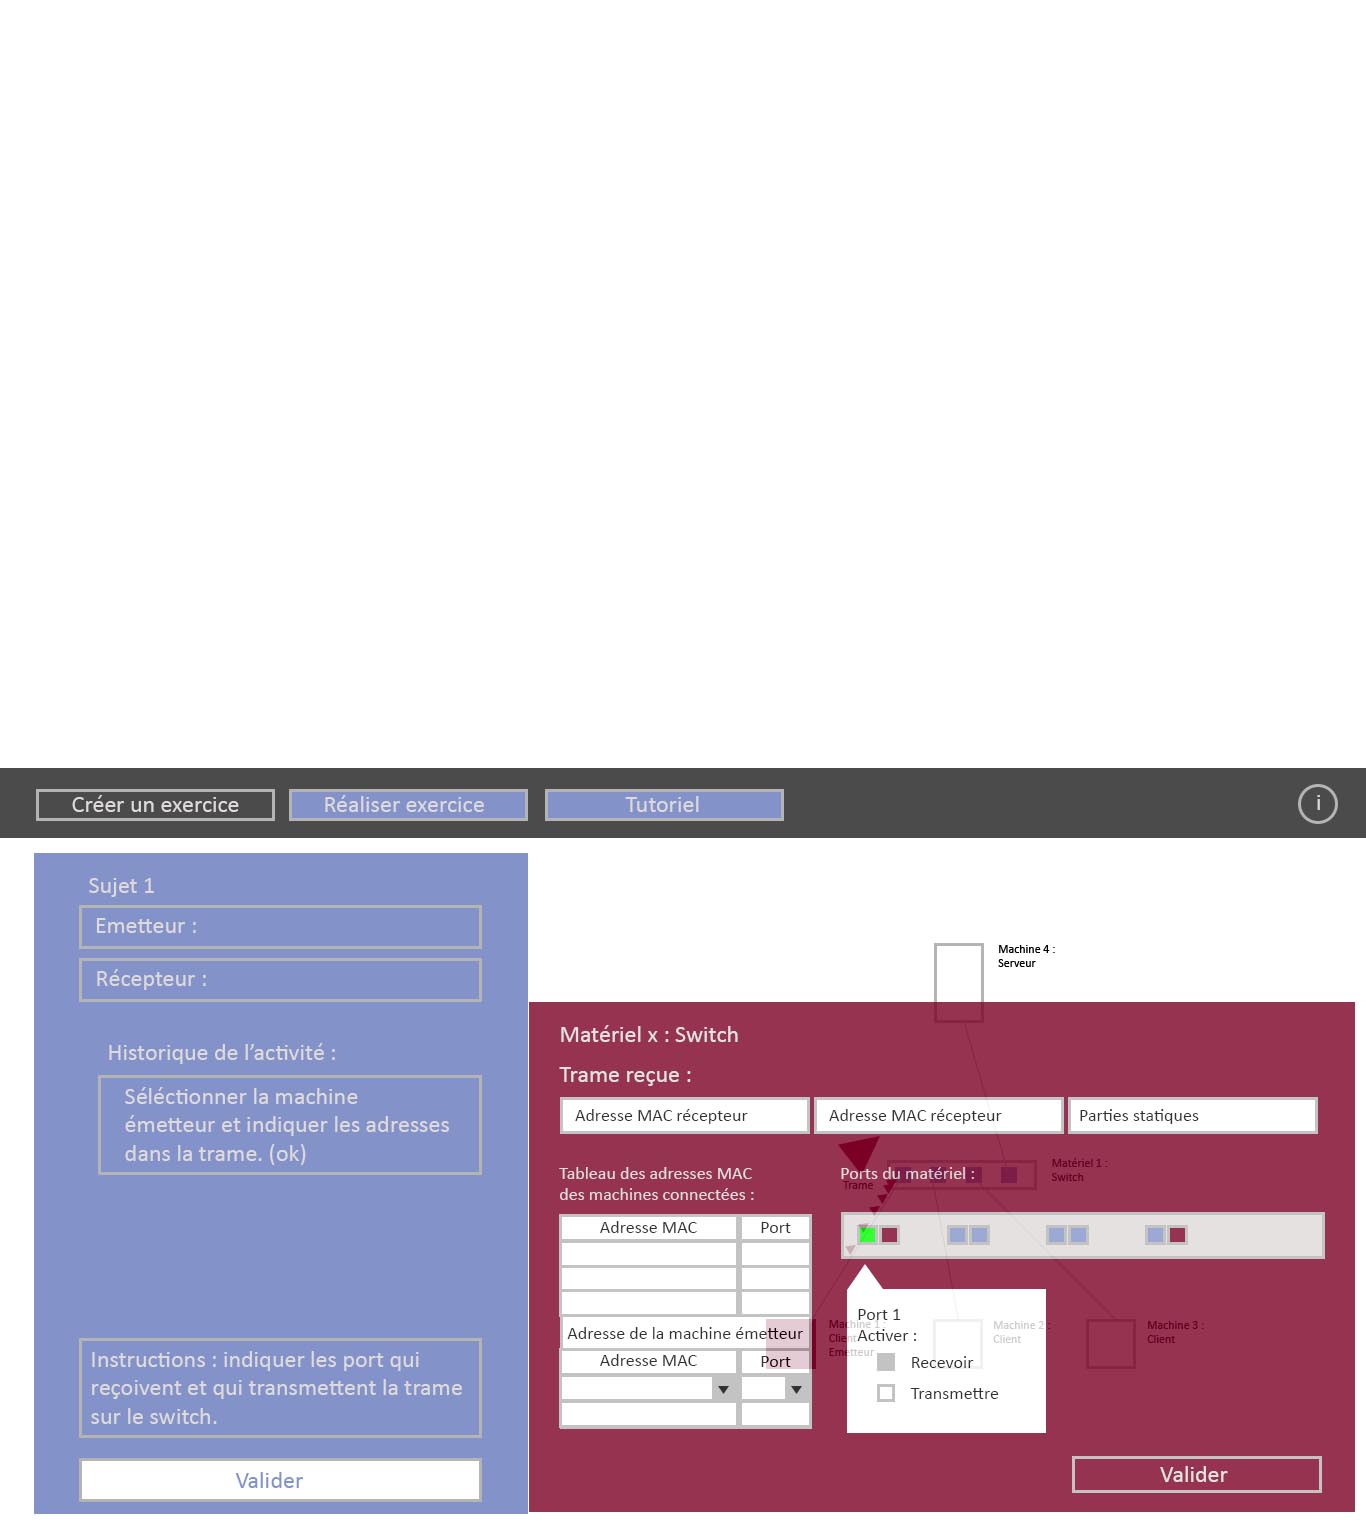 Créer un exercice
Réaliser exercice
Tutoriel
i
Sujet 1
Emetteur :
Récepteur :
Historique de l’activité :
Séléctionner la machine
émetteur et indiquer les adresses
dans la trame. (ok)
Instructions : indiquer les port qui
reçoivent et qui transmettent la trame
sur le switch.
Valider
Machine 4 :
Serveur
Matériel x : Switch
Trame reçue :
Adresse MAC récepteur
Adresse MAC récepteur
Parties statiques
Tableau des adresses MAC
des machines connectées :
Adresse MAC
Port
Adresse de la machine émetteur
Adresse MAC
Port
Trame
Ports du matériel :
Matériel 1 :
Switch
Port 1
Activer :
Recevoir
Transmettre
Machine 1 :
Client
Emetteur
Machine 2 :
Client
Machine 3 :
Client
Valider